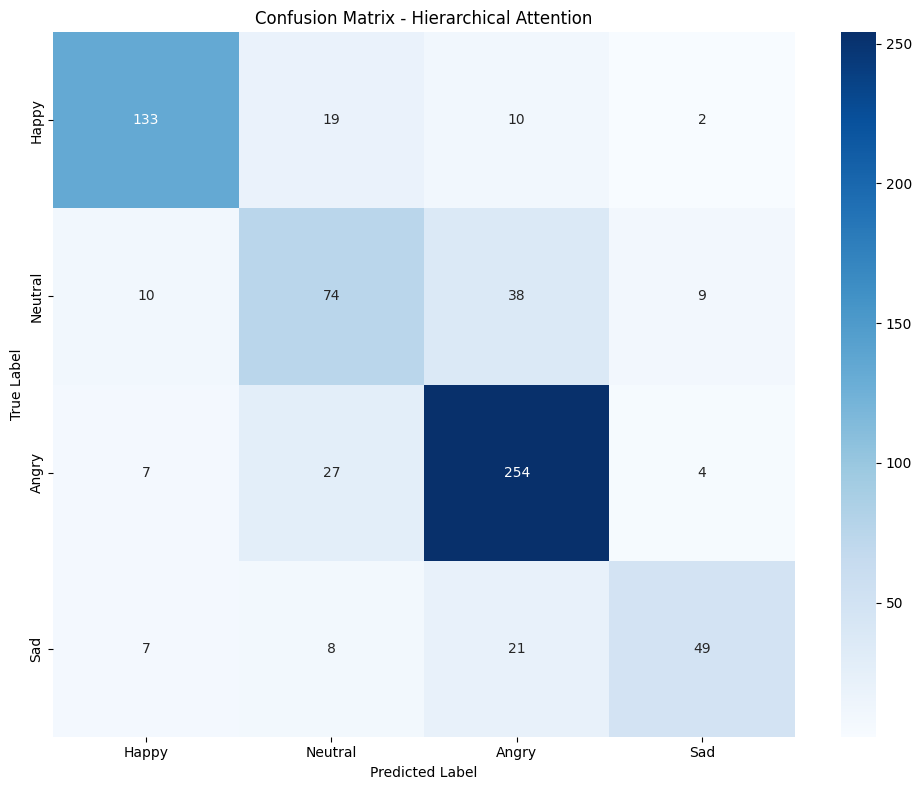 Confusion Matrix - Hierarchical Attention
True Label
Happy 133 19 10 2
Neutral 10 74 38 9
Angry 7 27 254 4
Sad 7 8 21 49
Happy Neutral Angry Sad
Predicted Label
250
200
150
100
50